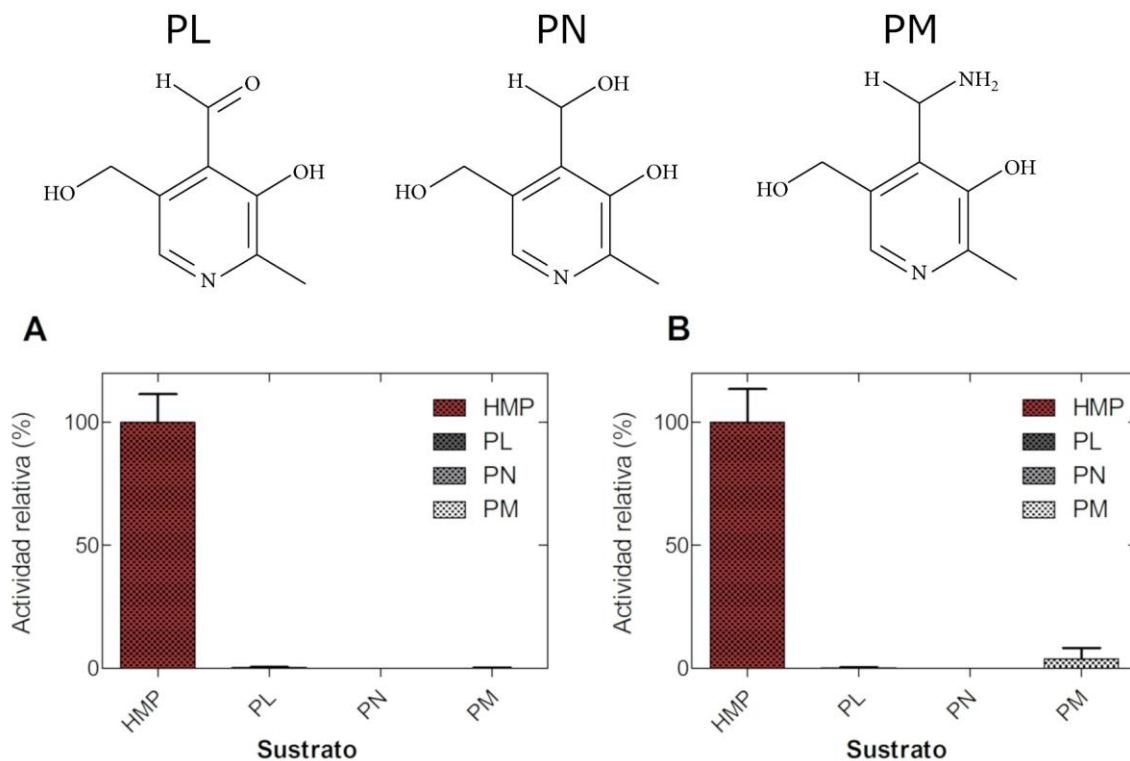 PL PN PM
H O
HO OH
N
H OH
HO OH
N
H NH₂
HO OH
N
A
Actividad relativa (%)
100
50
0
HMP
PL
PN
PM
HMP PL PN PM
Sustrato
B
Actividad relativa (%)
100
50
0
HMP
PL
PN
PM
HMP PL PN PM
Sustrato